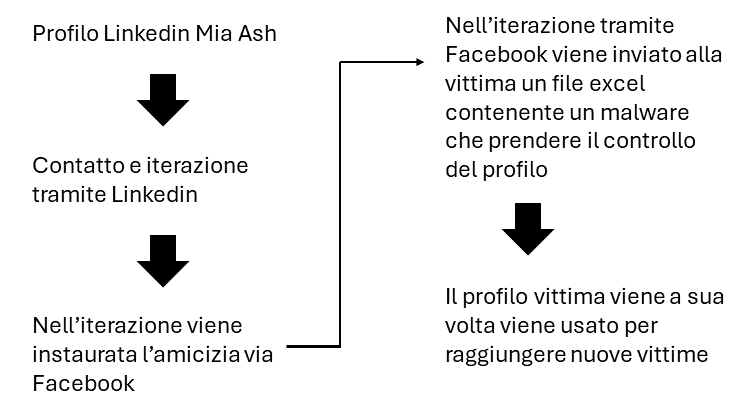 Profilo Linkedin Mia Ash
Contatto e iterazione
tramite Linkedin
Nell’iterazione viene
instaurata l’amicizia via
Facebook
Nell’iterazione tramite
Facebook viene inviato alla
vittima un file excel
contenente un malware
che prendere il controllo
del profilo
Il profilo vittima viene a sua
volta viene usato per
raggiungere nuove vittime